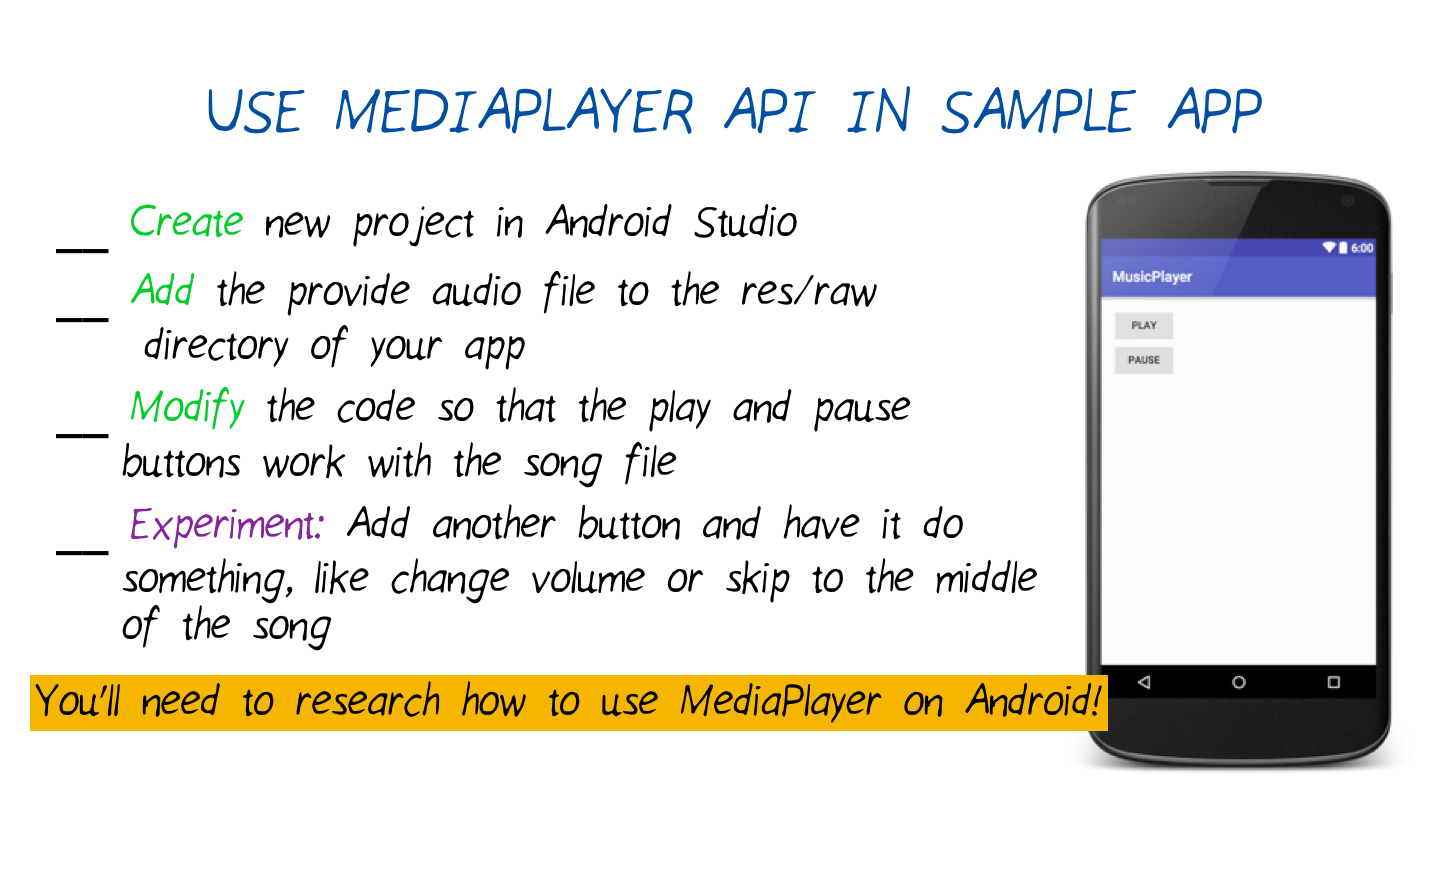 USE MEDIAPLAYER API IN SAMPLE APP
__ Create new project in Android Studio
__ Add the provide audio file to the res/raw
directory of your app
__ Modify the code so that the play and pause
buttons work with the song file
__ Experiment: Add another button and have it do
something, like change volume or skip to the middle
of the song
You'll need to research how to use MediaPlayer on Android!
6:00
MusicPlayer
PLAY
PAUSE